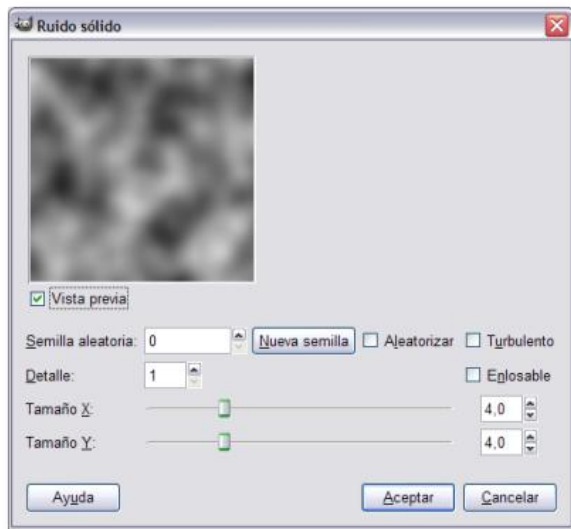 Ruido sólido
Vista previa
Semilla aleatoria: 0 Nueva semilla Aleatorizar Turbulento
Detalle: 1 Enlosable
Tamaño X: 4,0
Tamaño Y: 4,0
Ayuda Aceptar Cancelar